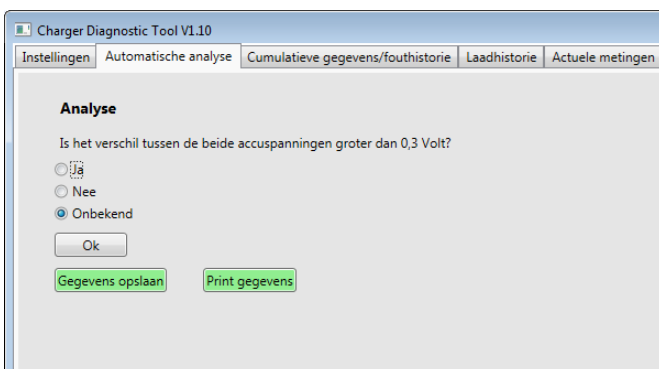 Charger Diagnostic Tool V1.10
Instellingen Automatische analyse Cumulatieve gegevens/fouthistorie Laadhistorie Actuele metingen
Analyse
Is het verschil tussen de beide accuspanningen groter dan 0,3 Volt?
Ja
Nee
Onbekend
Ok
Gegevens opslaan Print gegevens